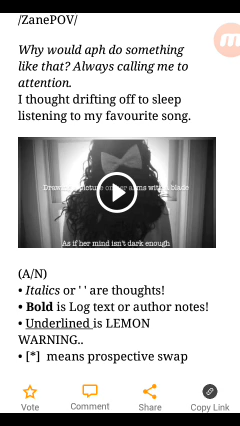 /ZanePOV/
Why would aph do something
like that? Always calling me to
attention.
I thought drifting off to sleep
listening to my favourite song.
picture on her arms with a blade
As if her mind isn't dark enough
(A/N)
• Italics or ' ' are thoughts!
• Bold is Log text or author notes!
• Underlined is LEMON
WARNING..
• [*] means prospective swap
Vote
Comment
Share
Copy Link